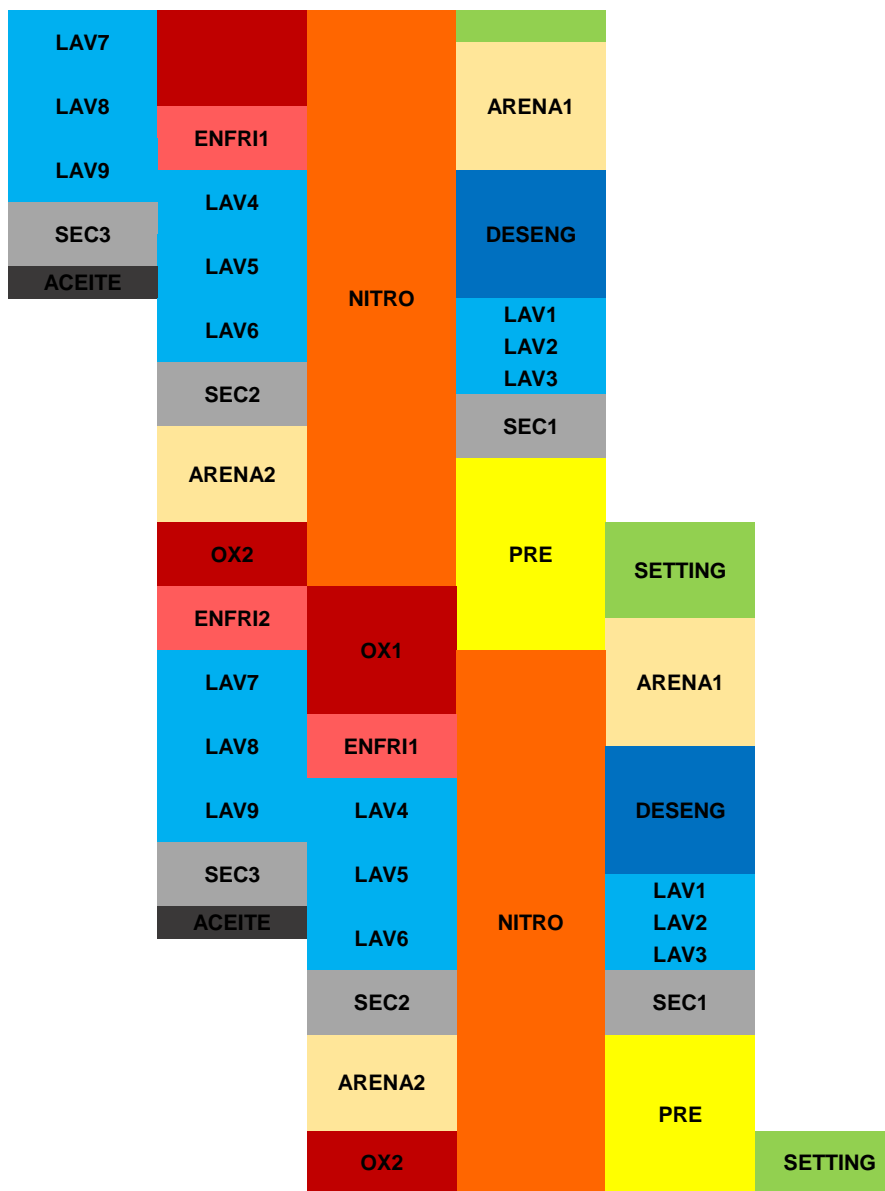 LAV7
LAV8
LAV9
SEC3
ACEITE
ENFRI1
LAV4
LAV5
LAV6
SEC2
ARENA2
OX2
ENFRI2
LAV7
LAV8
LAV9
SEC3
ACEITE
NITRO
OX1
ENFRI1
LAV4
LAV5
LAV6
SEC2
ARENA2
OX2
ARENA1
DESENG
LAV1
LAV2
LAV3
SEC1
PRE
NITRO
SETTING
ARENA1
DESENG
LAV1
LAV2
LAV3
SEC1
PRE
SETTING